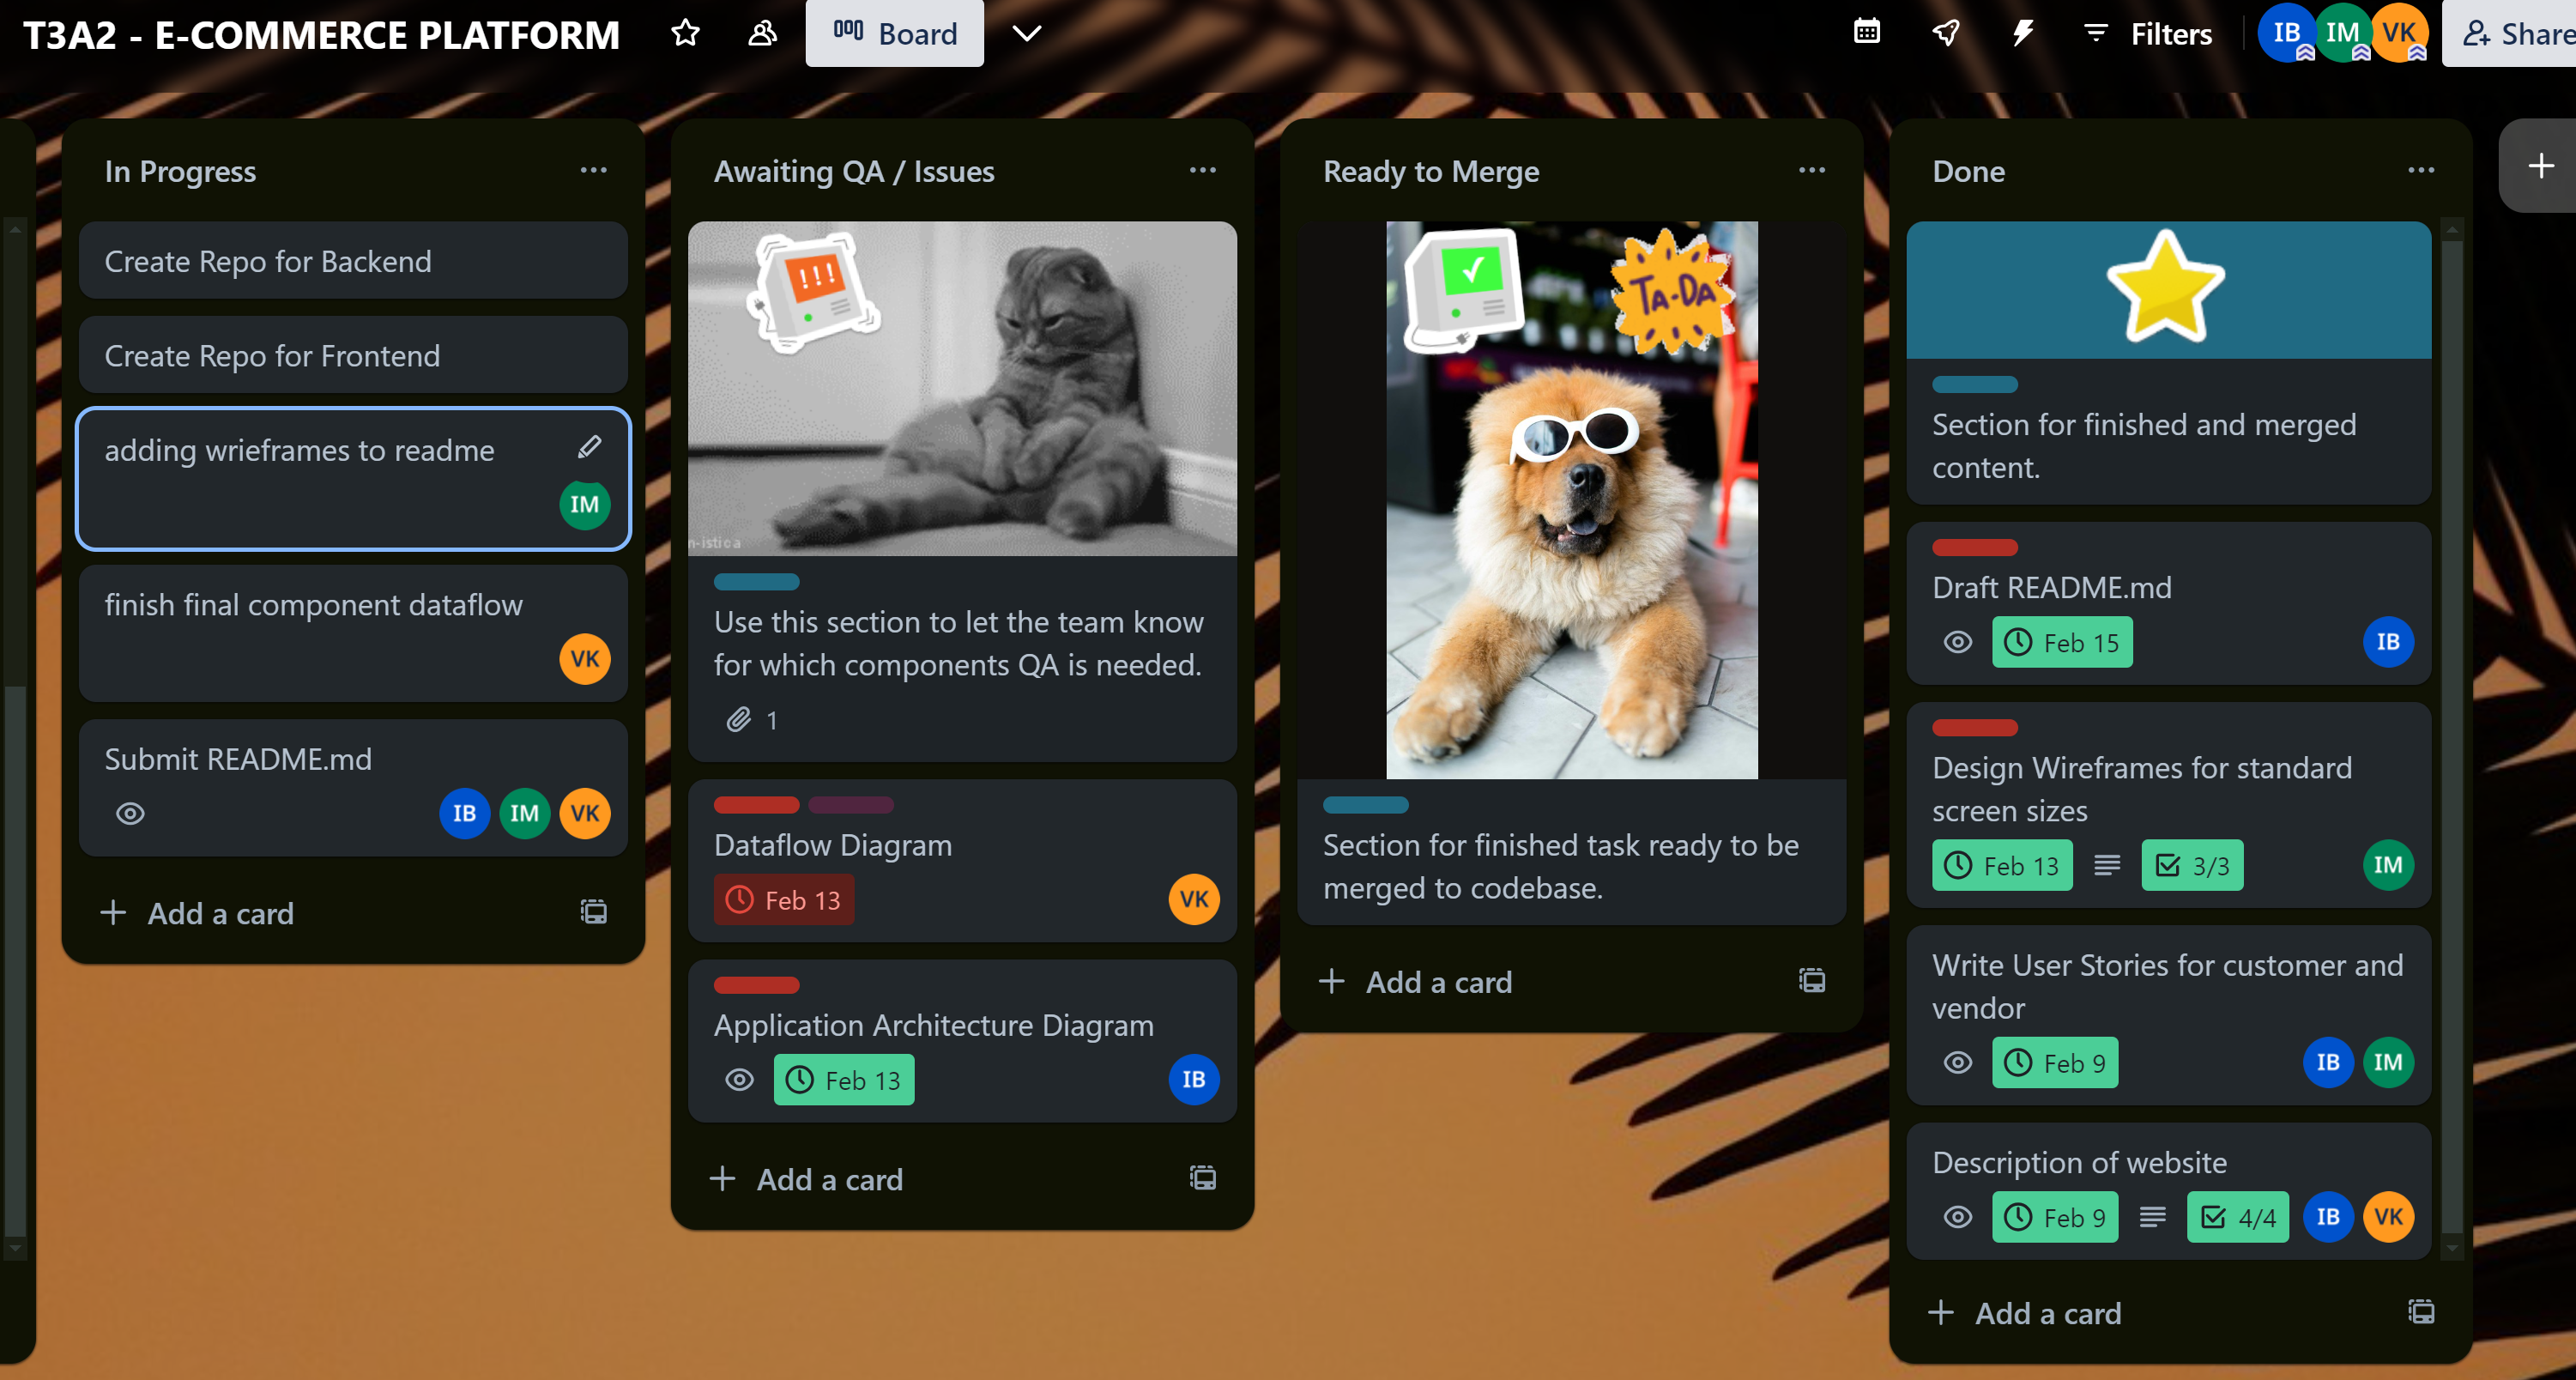 T3A2 - E-COMMERCE PLATFORM
Board
Filters
IB
IM
VK
Share
In Progress
Create Repo for Backend
Create Repo for Frontend
adding wrieframes to readme
IM
finish final component dataflow
VK
Submit README.md
IB
IM
VK
Add a card
Awaiting QA / Issues
!!!
n-istica
Use this section to let the team know
for which components QA is needed.
1
Dataflow Diagram
Feb 13
VK
Application Architecture Diagram
Feb 13
IB
Add a card
Ready to Merge
TA-DA
Section for finished task ready to be
merged to codebase.
Add a card
Done
Section for finished and merged
content.
Draft README.md
Feb 15
IB
Design Wireframes for standard
screen sizes
Feb 13
3/3
IM
Write User Stories for customer and
vendor
Feb 9
IB
IM
Description of website
Feb 9
4/4
IB
VK
Add a card